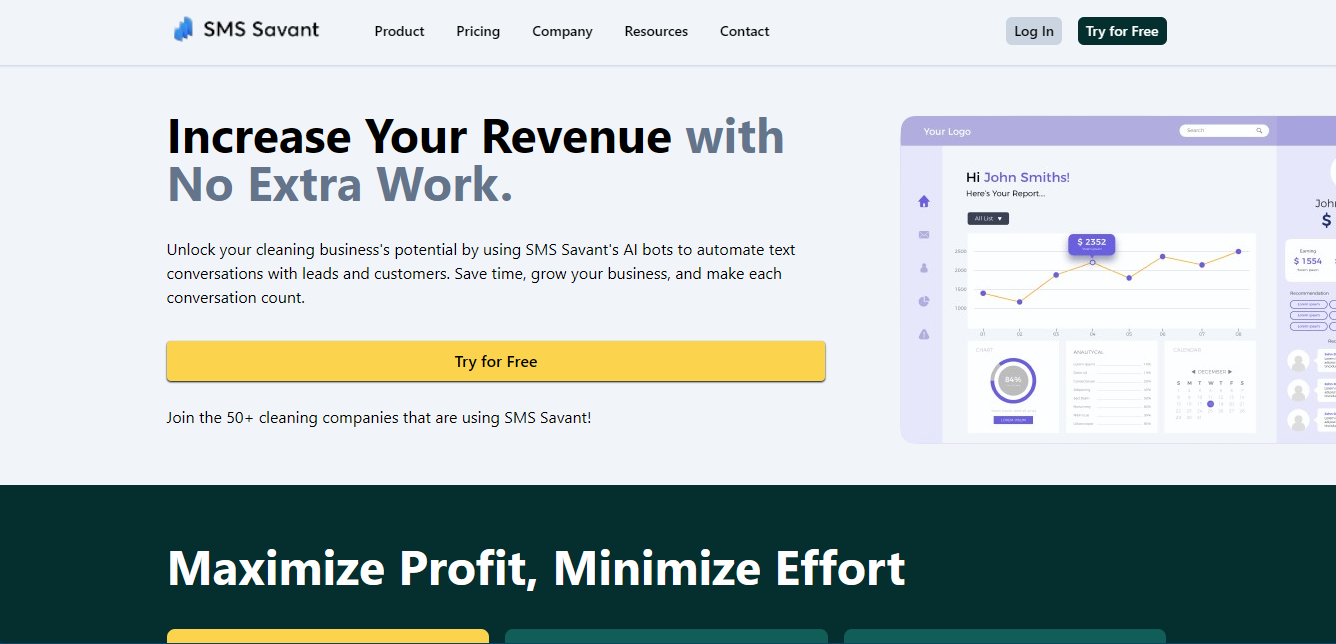 SMS Savant
Product
Pricing
Company
Resources
Contact
Log In
Try for Free
Increase Your Revenue with
No Extra Work.
Unlock your cleaning business's potential by using SMS Savant's AI bots to automate text
conversations with leads and customers. Save time, grow your business, and make each
conversation count.
Try for Free
Join the 50+ cleaning companies that are using SMS Savant!
Your Logo
Search
Hi John Smiths!
Here's Your Report...
All List
$ 2352
2500
2000
1500
1000
01 02 03 04 05 06 07 08
CHART
84%
LOREM IPSUM
ANALITYCAL
CALENDAR
DECEMBER
S M T W T F S
$
Earning
$ 1554
Recommendation
Maximize Profit, Minimize Effort